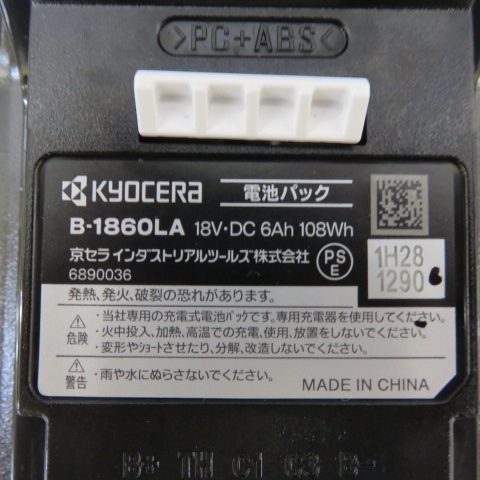 >PC+ABS<
KYOCERA 電池パック
B-1860LA 18V・DC 6Ah 108Wh
京セラ インダストリアルツールズ株式会社
PS
E
6890036
1H28
1290
発熱、発火、破裂の恐れがあります。
危険
・当社専用の充電式電池パックです。専用充電器を使用してください。
・火中投入、加熱、高温での充電、使用、放置をしないでください。
・変形やショートさせたり、分解、改造しないでください。
警告
・雨や水にぬらさないでください。
MADE IN CHINA
B+ TH C1 C3 B-